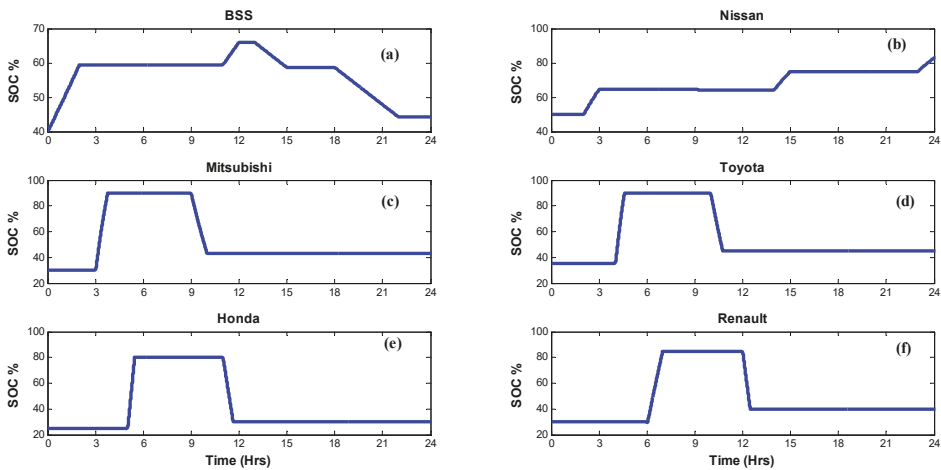 BSS
70
60
50
40
SOC %
(a)
0 3 6 9 12 15 18 21 24
Nissan
100
80
60
40
SOC %
(b)
0 3 6 9 12 15 18 21 24
Mitsubishi
100
80
60
40
20
SOC %
(c)
0 3 6 9 12 15 18 21 24
Toyota
100
80
60
40
20
SOC %
(d)
0 3 6 9 12 15 18 21 24
Honda
100
80
60
40
20
SOC %
(e)
0 3 6 9 12 15 18 21 24
Time (Hrs)
Renault
100
80
60
40
20
SOC %
(f)
0 3 6 9 12 15 18 21 24
Time (Hrs)